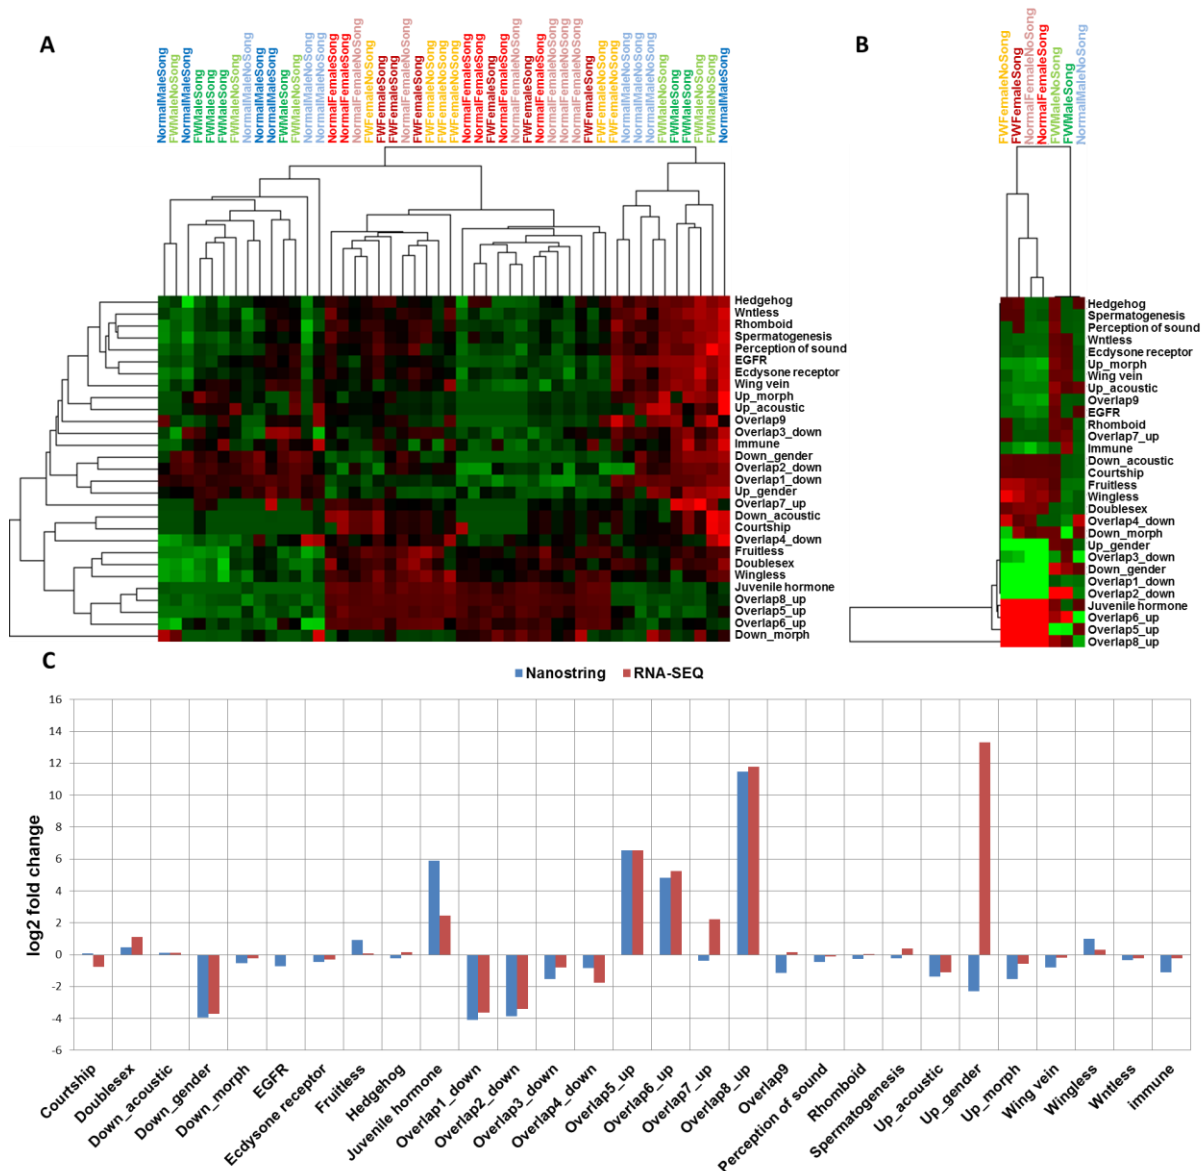 A
NormalMaleSong
FWMaleNoSong
NormalMaleSong
FWMaleSong
FWMaleSong
FWMaleSong
FWMaleNoSong
NormalMaleNoSong
NormalMaleSong
NormalMaleSong
FWMaleSong
FWMaleNoSong
NormalMaleNoSong
NormalMaleNoSong
NormalFemaleSong
NormalFemaleSong
NormalFemaleNoSong
FWFemaleNoSong
FWFemaleSong
FWFemaleSong
NormalFemaleNoSong
FWFemaleSong
FWFemaleNoSong
FWFemaleNoSong
FWFemaleNoSong
NormalFemaleSong
NormalFemaleSong
FWFemaleSong
NormalFemaleSong
NormalFemaleNoSong
FWFemaleSong
NormalFemaleSong
NormalFemaleNoSong
NormalFemaleNoSong
NormalFemaleNoSong
FWFemaleSong
FWFemaleNoSong
FWFemaleNoSong
NormalMaleNoSong
NormalMaleNoSong
NormalMaleNoSong
FWMaleNoSong
FWMaleSong
FWMaleSong
FWMaleNoSong
FWMaleNoSong
NormalMaleSong
Hedgehog
Wntless
Rhomboid
Spermatogenesis
Perception of sound
EGFR
Ecdysone receptor
Wing vein
Up_morph
Up_acoustic
Overlap9
Overlap3_down
Immune
Down_gender
Overlap2_down
Overlap1_down
Up_gender
Overlap7_up
Down_acoustic
Courtship
Overlap4_down
Fruitless
Doublesex
Wingless
Juvenile hormone
Overlap8_up
Overlap5_up
Overlap6_up
Down_morph
B
FWFemaleNoSong
FWFemaleSong
NormalFemaleNoSong
NormalFemaleSong
FWMaleNoSong
FWMaleSong
NormalMaleNoSong
Hedgehog
Spermatogenesis
Perception of sound
Wntless
Ecdysone receptor
Up_morph
Wing vein
Up_acoustic
Overlap9
EGFR
Rhomboid
Overlap7_up
Immune
Down_acoustic
Courtship
Fruitless
Wingless
Doublesex
Overlap4_down
Down_morph
Up_gender
Overlap3_down
Down_gender
Overlap1_down
Overlap2_down
Juvenile hormone
Overlap6_up
Overlap5_up
Overlap8_up
C
Nanostring RNA-SEQ
log2 fold change
16
14
12
10
8
6
4
2
0
-2
-4
-6
Courtship
Doublesex
Down_acoustic
Down_gender
Down_morph
EGFR
Ecdysone receptor
Fruitless
Hedgehog
Juvenile hormone
Overlap1_down
Overlap2_down
Overlap3_down
Overlap4_down
Overlap5_up
Overlap6_up
Overlap7_up
Overlap8_up
Overlap9
Perception of sound
Rhomboid
Spermatogenesis
Up_acoustic
Up_gender
Up_morph
Wing vein
Wingless
Wntless
immune